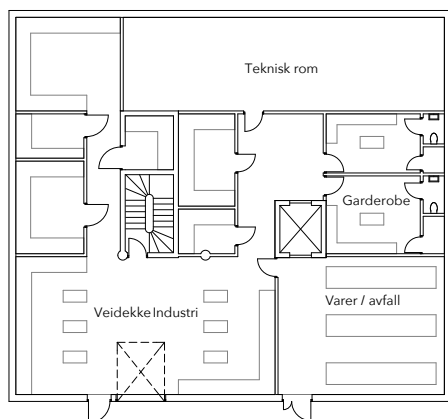 Teknisk rom
Garderobe
Veidekke Industri
Varer / avfall